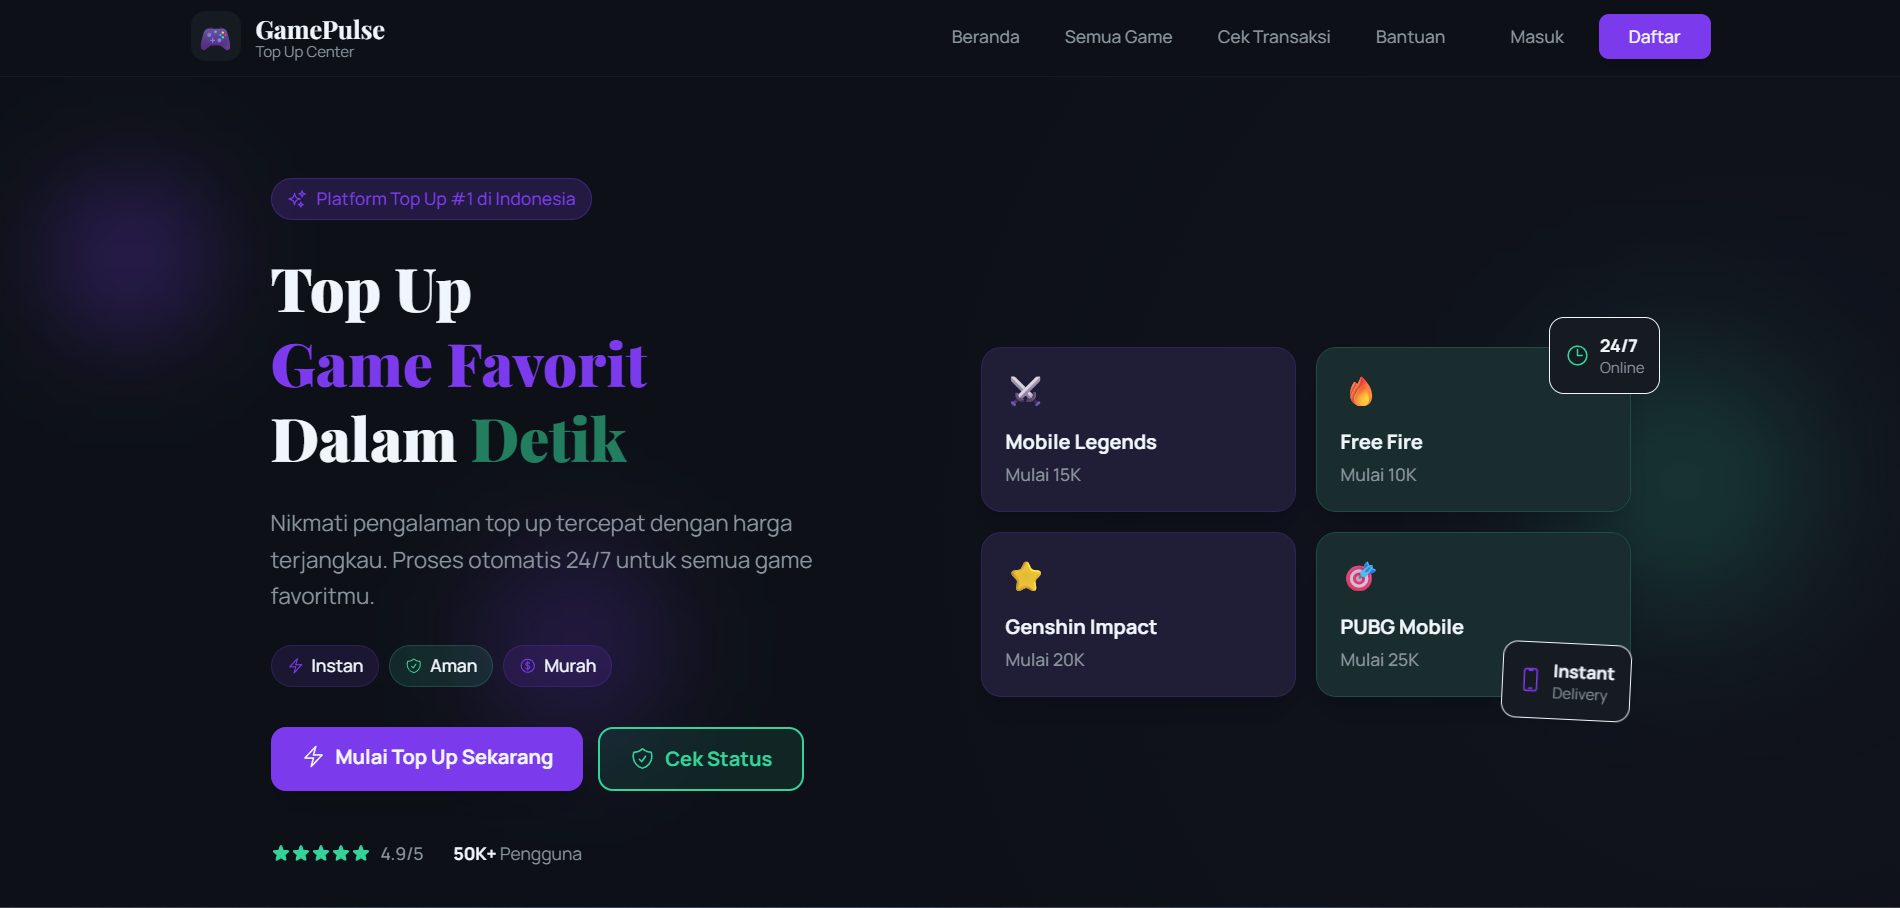 GamePulse
Top Up Center
Beranda
Semua Game
Cek Transaksi
Bantuan
Masuk
Daftar
Platform Top Up #1 di Indonesia
Top Up
Game Favorit
Dalam Detik
Nikmati pengalaman top up tercepat dengan harga
terjangkau. Proses otomatis 24/7 untuk semua game
favoritmu.
Instan
Aman
Murah
Mulai Top Up Sekarang
Cek Status
4.9/5
50K+ Pengguna
Mobile Legends
Mulai 15K
Free Fire
Mulai 10K
24/7
Online
Genshin Impact
Mulai 20K
PUBG Mobile
Mulai 25K
Instant
Delivery